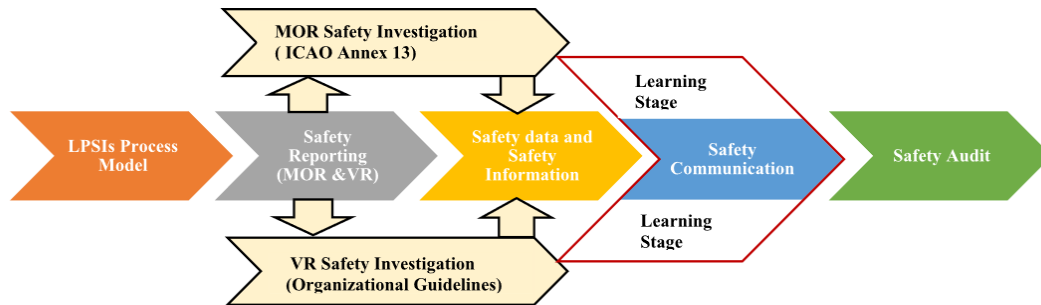 MOR Safety Investigation
( ICAO Annex 13)
Learning
Stage
LPSIs Process
Model
Safety
Reporting
(MOR &VR)
Safety data and
Safety
Information
Safety
Communication
Safety Audit
Learning
Stage
VR Safety Investigation
(Organizational Guidelines)